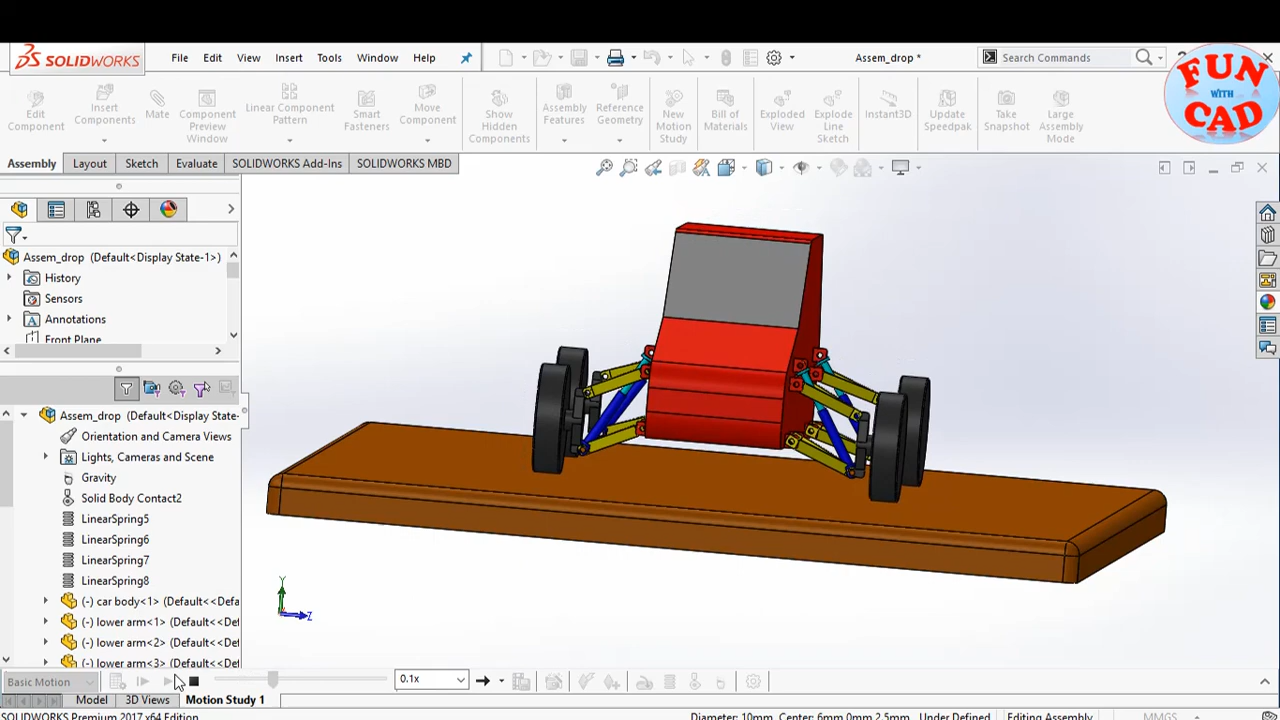 SOLIDWORKS
File Edit View Insert Tools Window Help
Assem_drop *
Search Commands
?
FUN
WITH
CAD
Edit Component
Insert Components
Mate
Component Preview Window
Linear Component Pattern
Smart Fasteners
Move Component
Show Hidden Components
Assembly Features
Reference Geometry
New Motion Study
Bill of Materials
Exploded View
Explode Line Sketch
Instant3D
Update Speedpak
Take Snapshot
Large Assembly Mode
Assembly Layout Sketch Evaluate SOLIDWORKS Add-Ins SOLIDWORKS MBD
Assem_drop (Default<Display State-1>)
History
Sensors
Annotations
Front Plane
Assem_drop (Default<Display State-
Orientation and Camera Views
Lights, Cameras and Scene
Gravity
Solid Body Contact2
LinearSpring5
LinearSpring6
LinearSpring7
LinearSpring8
(-) car body<1> (Default<<Defa
(-) lower arm<1> (Default<<Def
(-) lower arm<2> (Default<<Def
(-) lower arm<3> (Default<<Def
Y
Z
Basic Motion
0.1x
Model 3D Views Motion Study 1
SOLIDWORKS Premium 2017 x64 Edition
Diameter: 10mm Center: 6mm 0mm 2.5mm Under Defined Editing Assembly MMGS